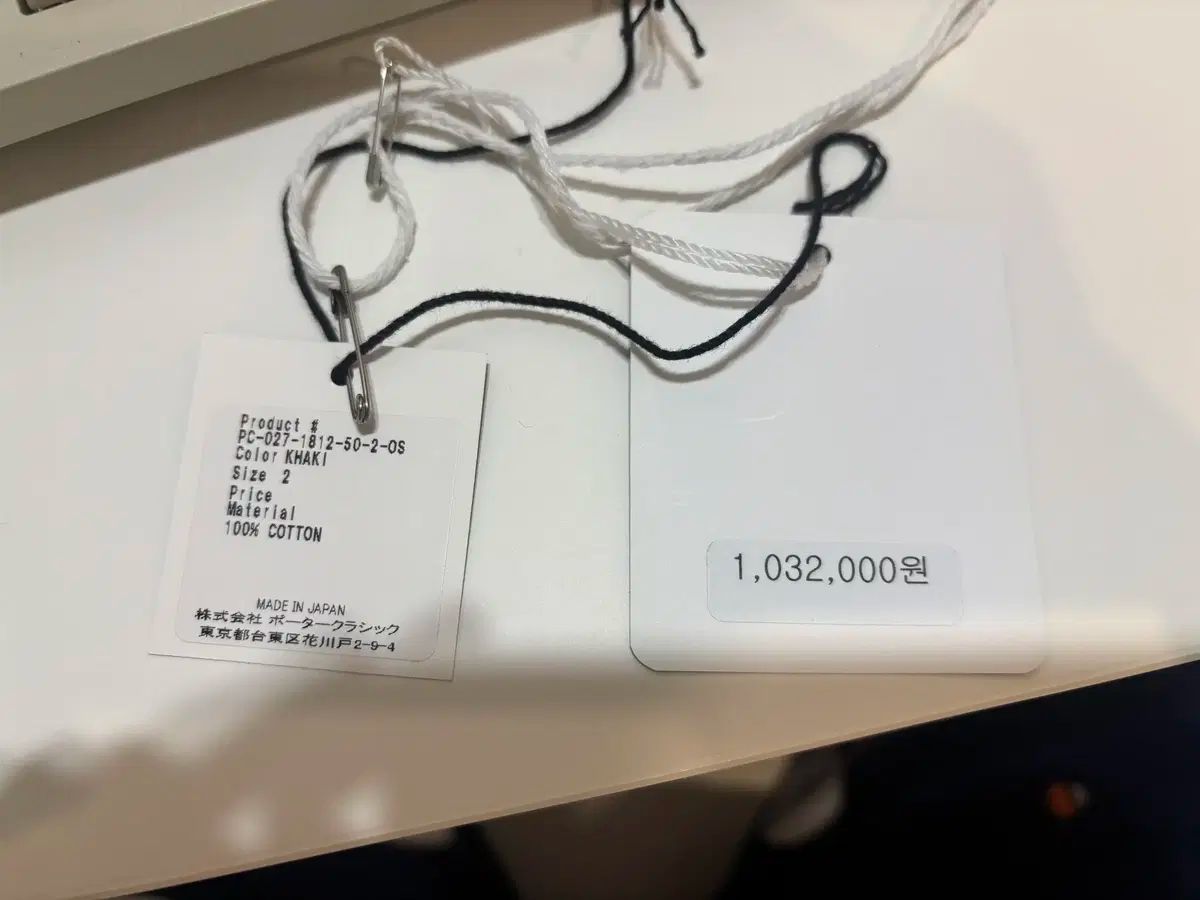 Product #
PC-027-1812-50-2-OS
Color KHAKI
Size 2
Price
Material
100% COTTON
MADE IN JAPAN
株式会社 ポータークラシック
東京都台東区花川戸2-9-4
1,032,000원